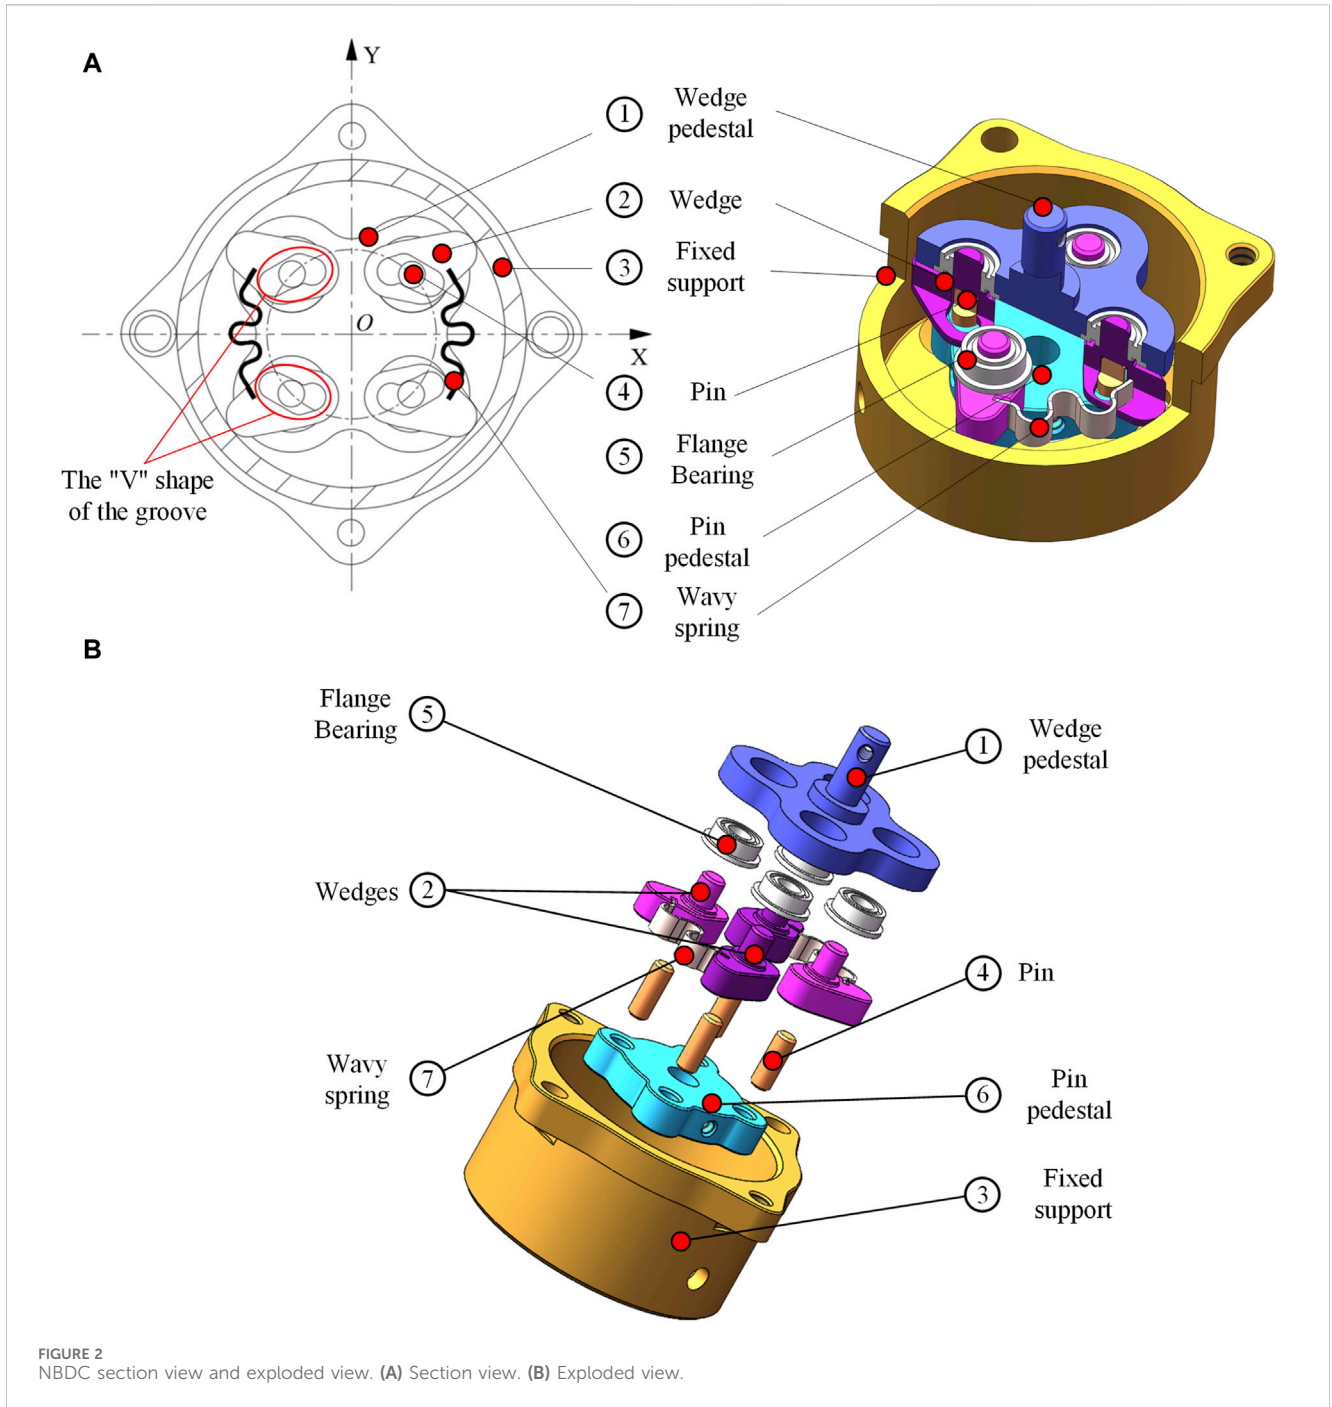 A
Y
X
O
1 Wedge
pedestal
2 Wedge
3 Fixed
support
4 Pin
5 Flange
Bearing
6 Pin
pedestal
7 Wavy
spring
The "V" shape
of the groove
B
Flange
Bearing 5
1 Wedge
pedestal
Wedges 2
4 Pin
Wavy
spring 7
6 Pin
pedestal
3 Fixed
support
FIGURE 2
NBDC section view and exploded view. (A) Section view. (B) Exploded view.